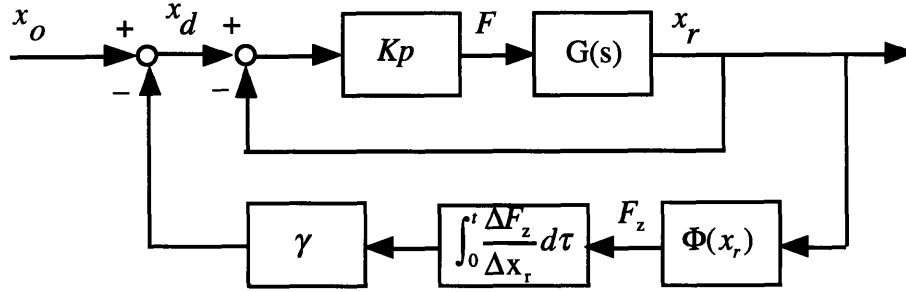 x_o + x_d + Kp F G(s) x_r
− −
γ ∫_0^t ΔF_z/Δx_r dτ F_z Φ(x_r)